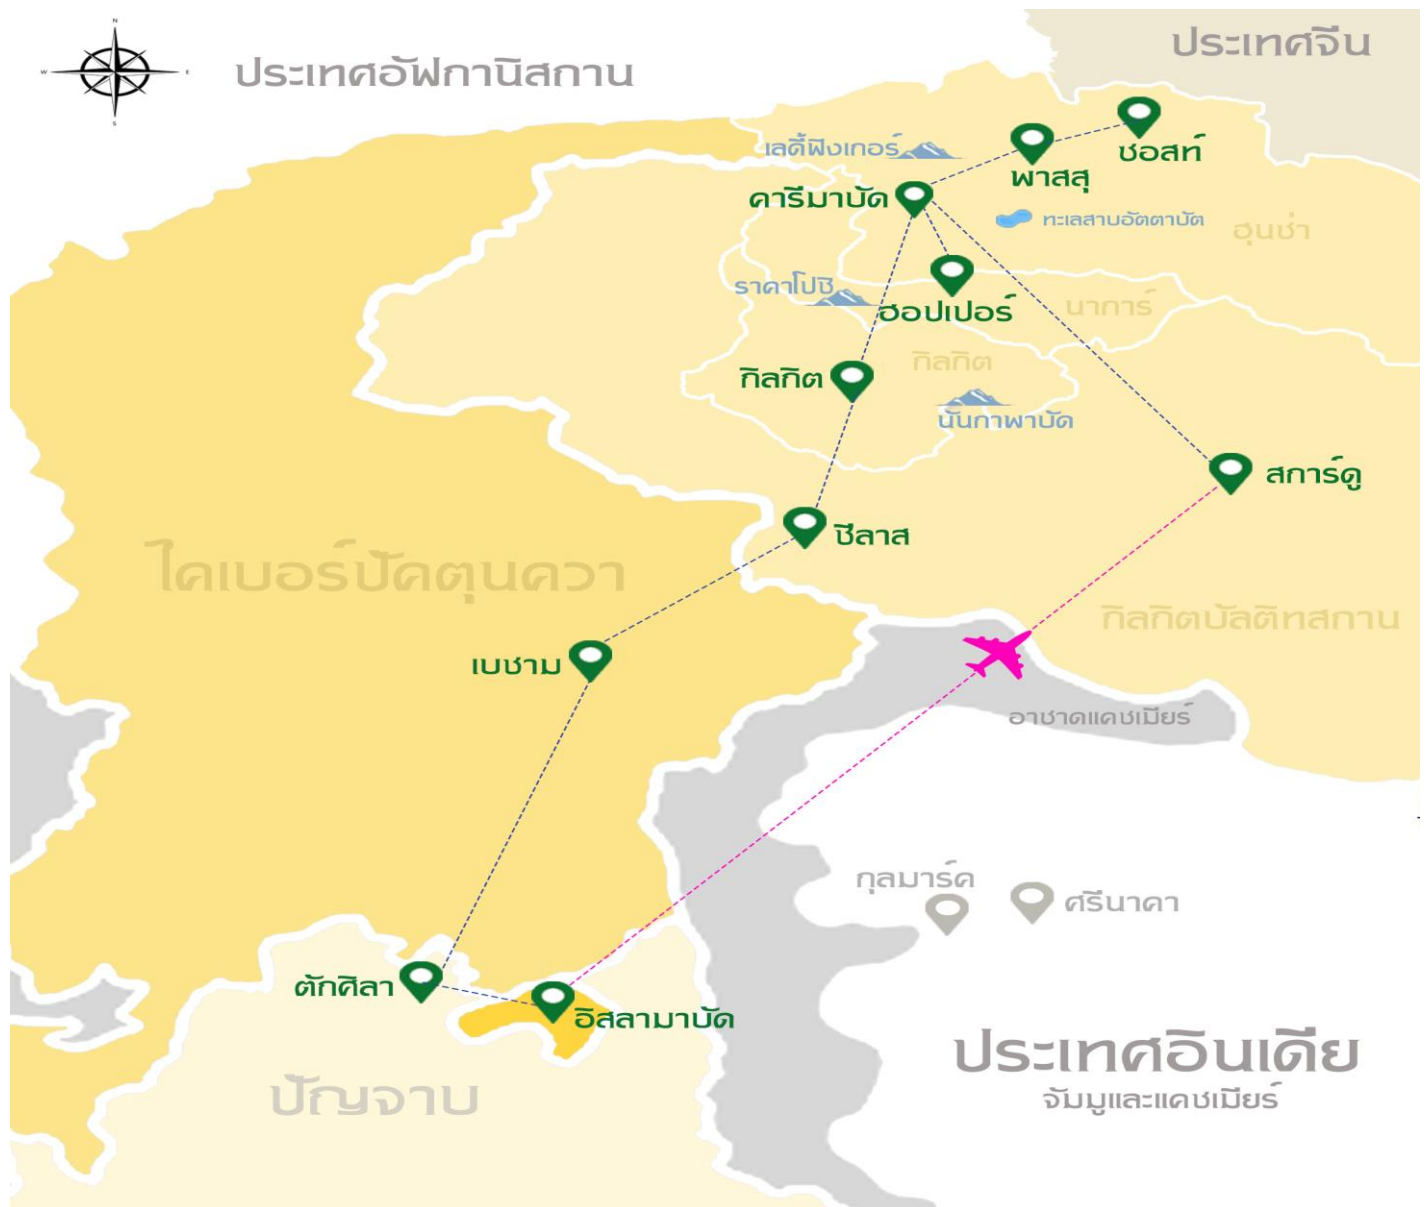 N
ประเทศจีน
W
E
ประเทศอัฟกานิสถาน
S
เลดี้ฟิงเกอร์
ซอสท์
พาสสุ
คารีมาบัด
ทะเลสาบอัตตาบัต
ฮุนซ่า
ราคาโปชิ
ฮอปเปอร์
นาการ์
กิลกิต
กิลกิต
นันกาพาบัด
สการ์ดู
ชีลาส
ไคเบอร์ปัคตุนควา
กิลกิตบัลติทสถาน
เบชาม
อาซาดแคชเมียร์
กุลมาร์ค
ศรีนาคา
ตักศิลา
อิสลามาบัด
ประเทศอินเดีย
ปัญจาบ
จัมมูและแคชเมียร์